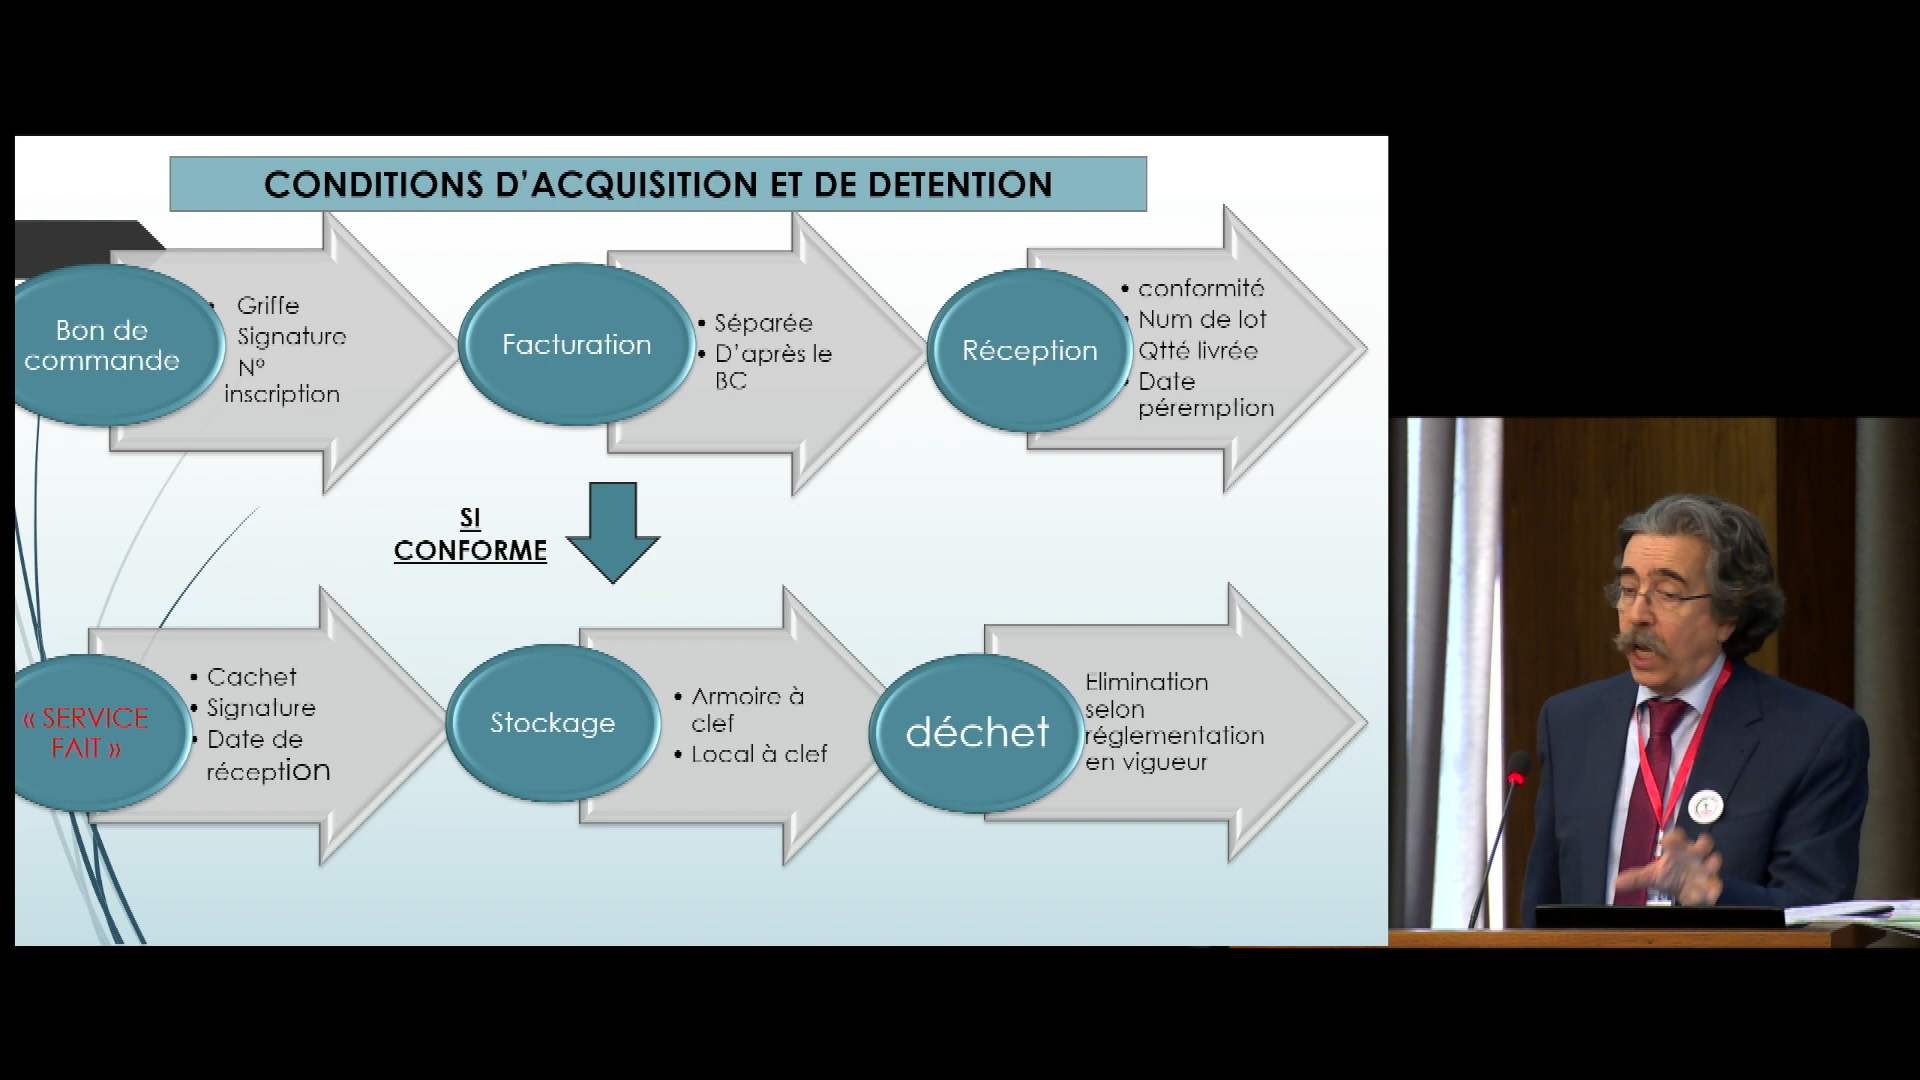 CONDITIONS D'ACQUISITION ET DE DETENTION
Bon de
commande
• Griffe
Signature
N°
inscription
Facturation
• Séparée
• D'après le
BC
Réception
• conformité
• Num de lot
Qtté livrée
• Date
péremption
SI
CONFORME
« SERVICE
FAIT »
• Cachet
• Signature
• Date de
réception
Stockage
• Armoire à
clef
• Local à clef
déchet
Elimination
selon
réglementation
en vigueur